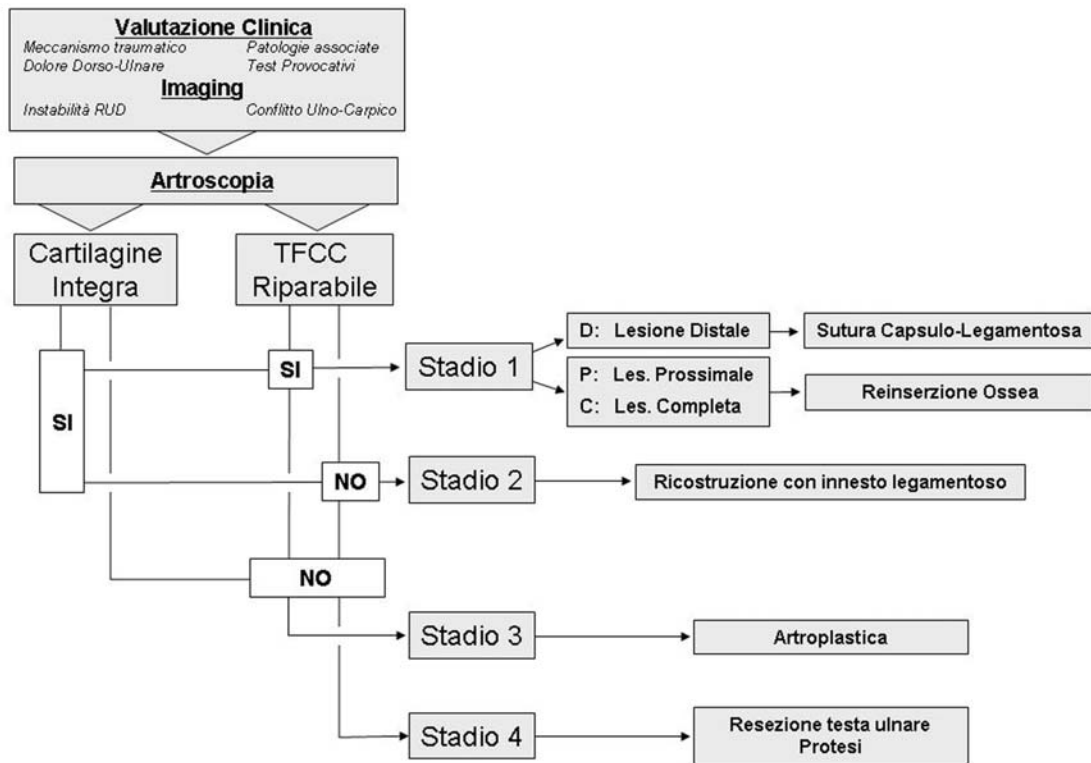 Valutazione Clinica
Meccanismo traumatico Patologie associate
Dolore Dorso-Ulnare Test Provocativi
Imaging
Instabilità RUD Conflitto Ulno-Carpico
Artroscopia
Cartilagine
Integra
TFCC
Riparabile
SI
SI
Stadio 1
D: Lesione Distale
Sutura Capsulo-Legamentosa
P: Les. Prossimale
C: Les. Completa
Reinserzione Ossea
NO
Stadio 2
Ricostruzione con innesto legamentoso
NO
Stadio 3
Artroplastica
Stadio 4
Resezione testa ulnare
Protesi